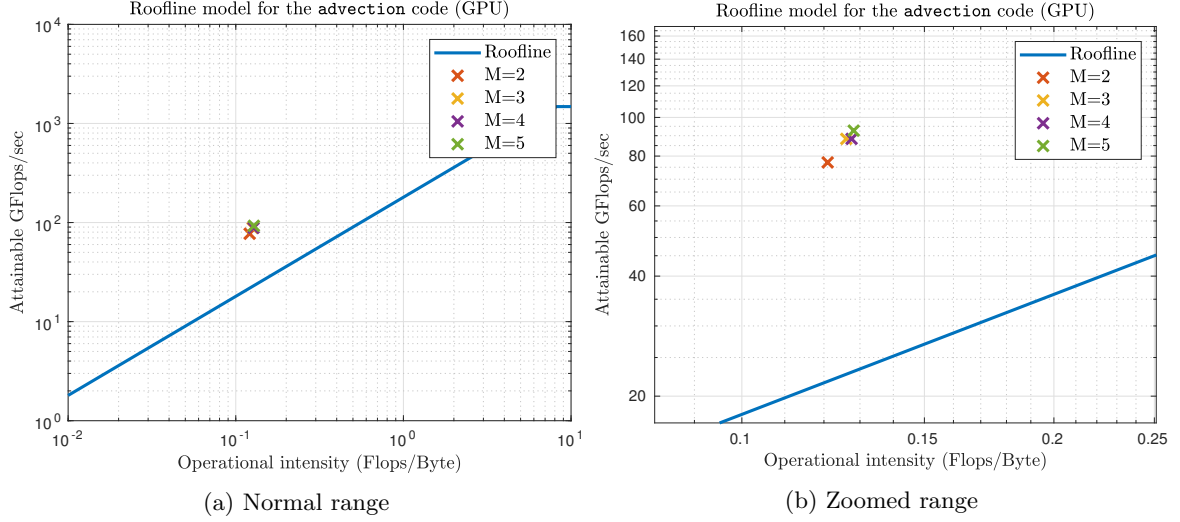 Roofline model for the advection code (GPU)
Attainable GFlops/sec
10^4
10^3
10^2
10^1
10^0
10^-2
10^-1
10^0
10^1
Operational intensity (Flops/Byte)
Roofline
M=2
M=3
M=4
M=5
(a) Normal range
Roofline model for the advection code (GPU)
Attainable GFlops/sec
160
140
120
100
80
60
40
20
0.1
0.15
0.2
0.25
Operational intensity (Flops/Byte)
Roofline
M=2
M=3
M=4
M=5
(b) Zoomed range